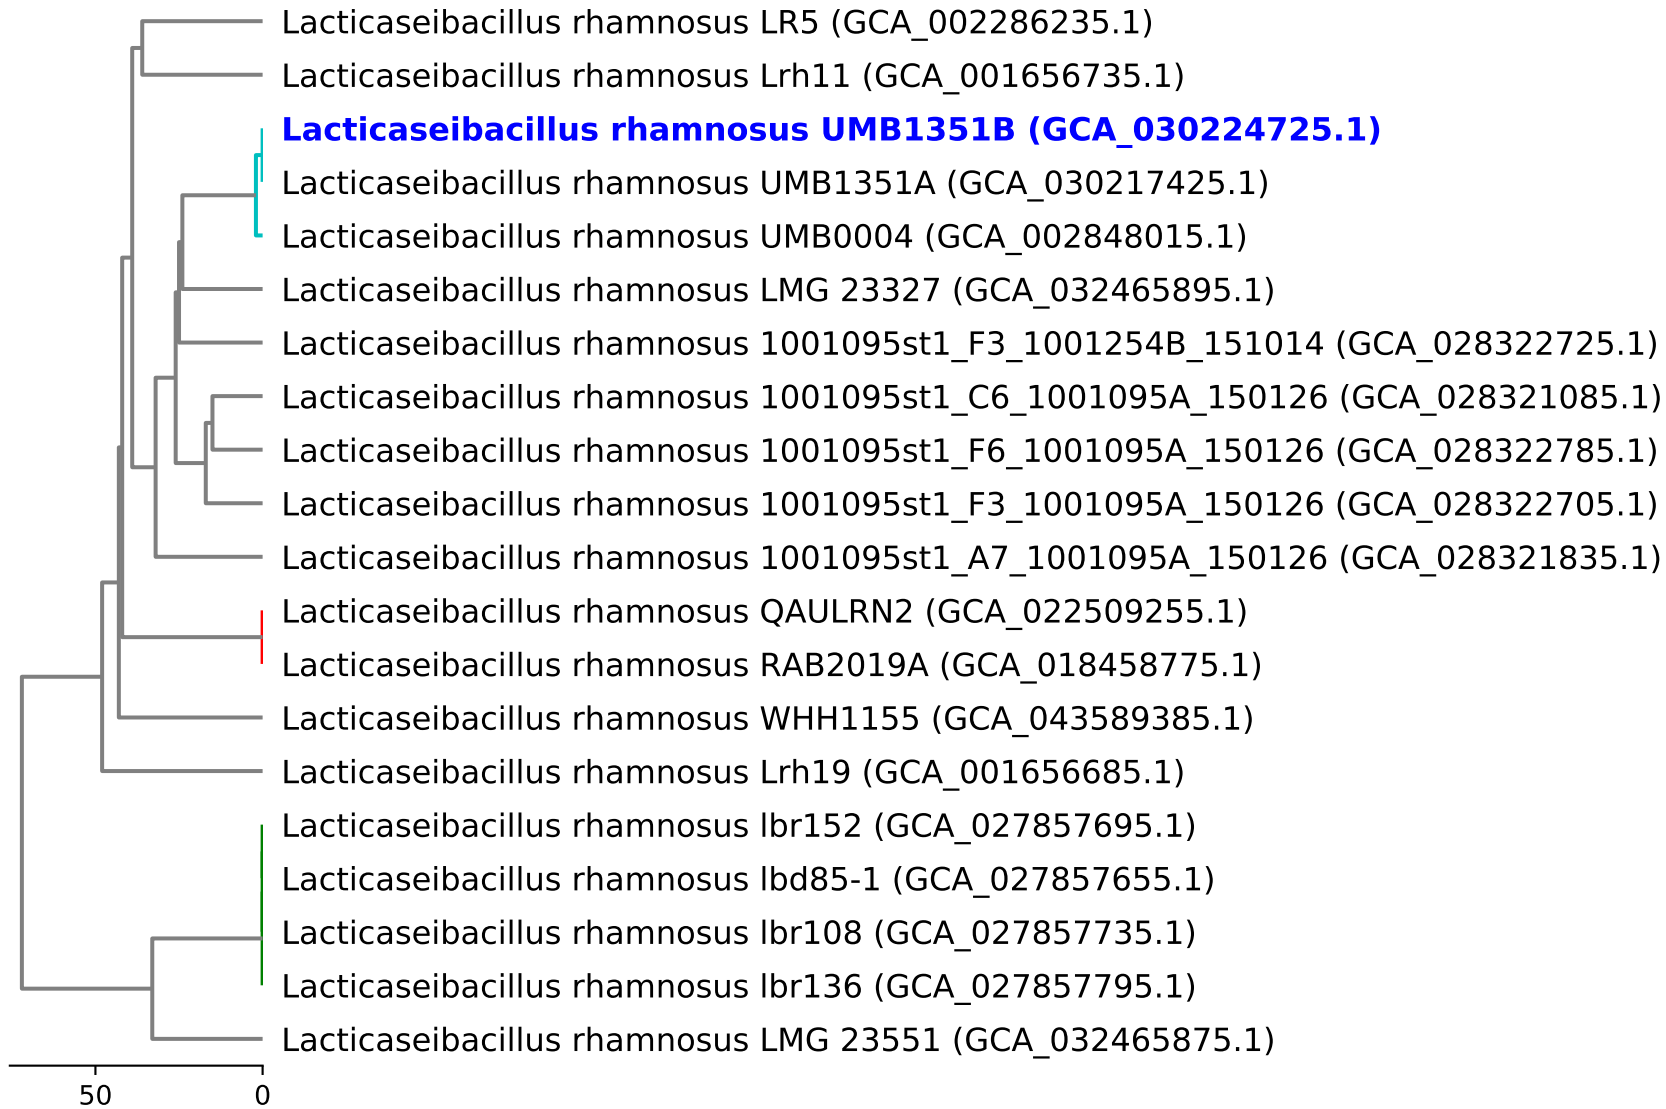 Lacticaseibacillus rhamnosus LR5 (GCA_002286235.1)
Lacticaseibacillus rhamnosus Lrh11 (GCA_001656735.1)
Lacticaseibacillus rhamnosus UMB1351B (GCA_030224725.1)
Lacticaseibacillus rhamnosus UMB1351A (GCA_030217425.1)
Lacticaseibacillus rhamnosus UMB0004 (GCA_002848015.1)
Lacticaseibacillus rhamnosus LMG 23327 (GCA_032465895.1)
Lacticaseibacillus rhamnosus 1001095st1_F3_1001254B_151014 (GCA_028322725.1)
Lacticaseibacillus rhamnosus 1001095st1_C6_1001095A_150126 (GCA_028321085.1)
Lacticaseibacillus rhamnosus 1001095st1_F6_1001095A_150126 (GCA_028322785.1)
Lacticaseibacillus rhamnosus 1001095st1_F3_1001095A_150126 (GCA_028322705.1)
Lacticaseibacillus rhamnosus 1001095st1_A7_1001095A_150126 (GCA_028321835.1)
Lacticaseibacillus rhamnosus QAULRN2 (GCA_022509255.1)
Lacticaseibacillus rhamnosus RAB2019A (GCA_018458775.1)
Lacticaseibacillus rhamnosus WHH1155 (GCA_043589385.1)
Lacticaseibacillus rhamnosus Lrh19 (GCA_001656685.1)
Lacticaseibacillus rhamnosus lbr152 (GCA_027857695.1)
Lacticaseibacillus rhamnosus lbd85-1 (GCA_027857655.1)
Lacticaseibacillus rhamnosus lbr108 (GCA_027857735.1)
Lacticaseibacillus rhamnosus lbr136 (GCA_027857795.1)
Lacticaseibacillus rhamnosus LMG 23551 (GCA_032465875.1)
50 0